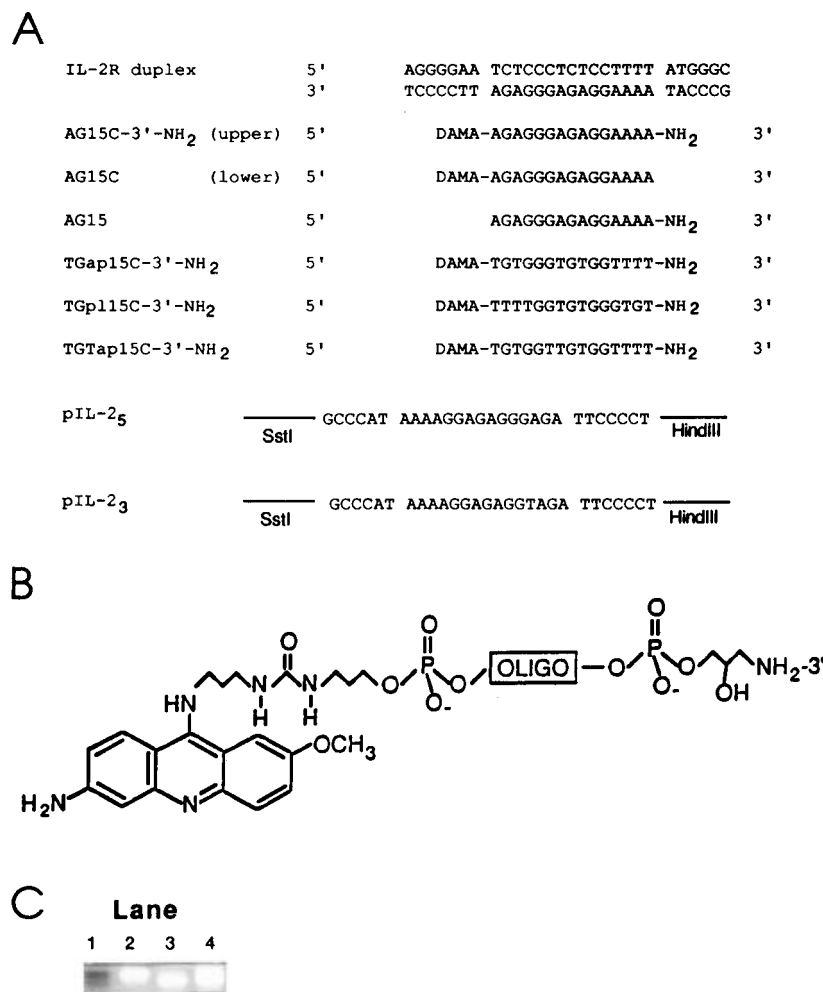 A
IL-2R duplex 5' AGGGGAA TCTCCCTCTCCTTTT ATGGGC
3' TCCCCTT AGAGGGAGAGGAAAA TACCCG
AG15C-3'-NH2 (upper) 5' DAMA-AGAGGGAGAGGAAAA-NH2 3'
AG15C (lower) 5' DAMA-AGAGGGAGAGGAAAA 3'
AG15 5' AGAGGGAGAGGAAAA-NH2 3'
TGap15C-3'-NH2 5' DAMA-TGTGGGTGTGGTTTT-NH2 3'
TGpl15C-3'-NH2 5' DAMA-TTTTGGTGTGGGTGT-NH2 3'
TGTap15C-3'-NH2 5' DAMA-TGTGGTTGTGGTTTT-NH2 3'
pIL-25 GCCCAT AAAAGGAGAGGGAGA TTCCCCT
SstI HindIII
pIL-23 GCCCAT AAAAGGAGAGGTAGA TTCCCCT
SstI HindIII
B
O O O
HN N N O P O OLIGO O P O NH2-3'
H H O- O- OH
OCH3
H2N N
C
Lane
1 2 3 4